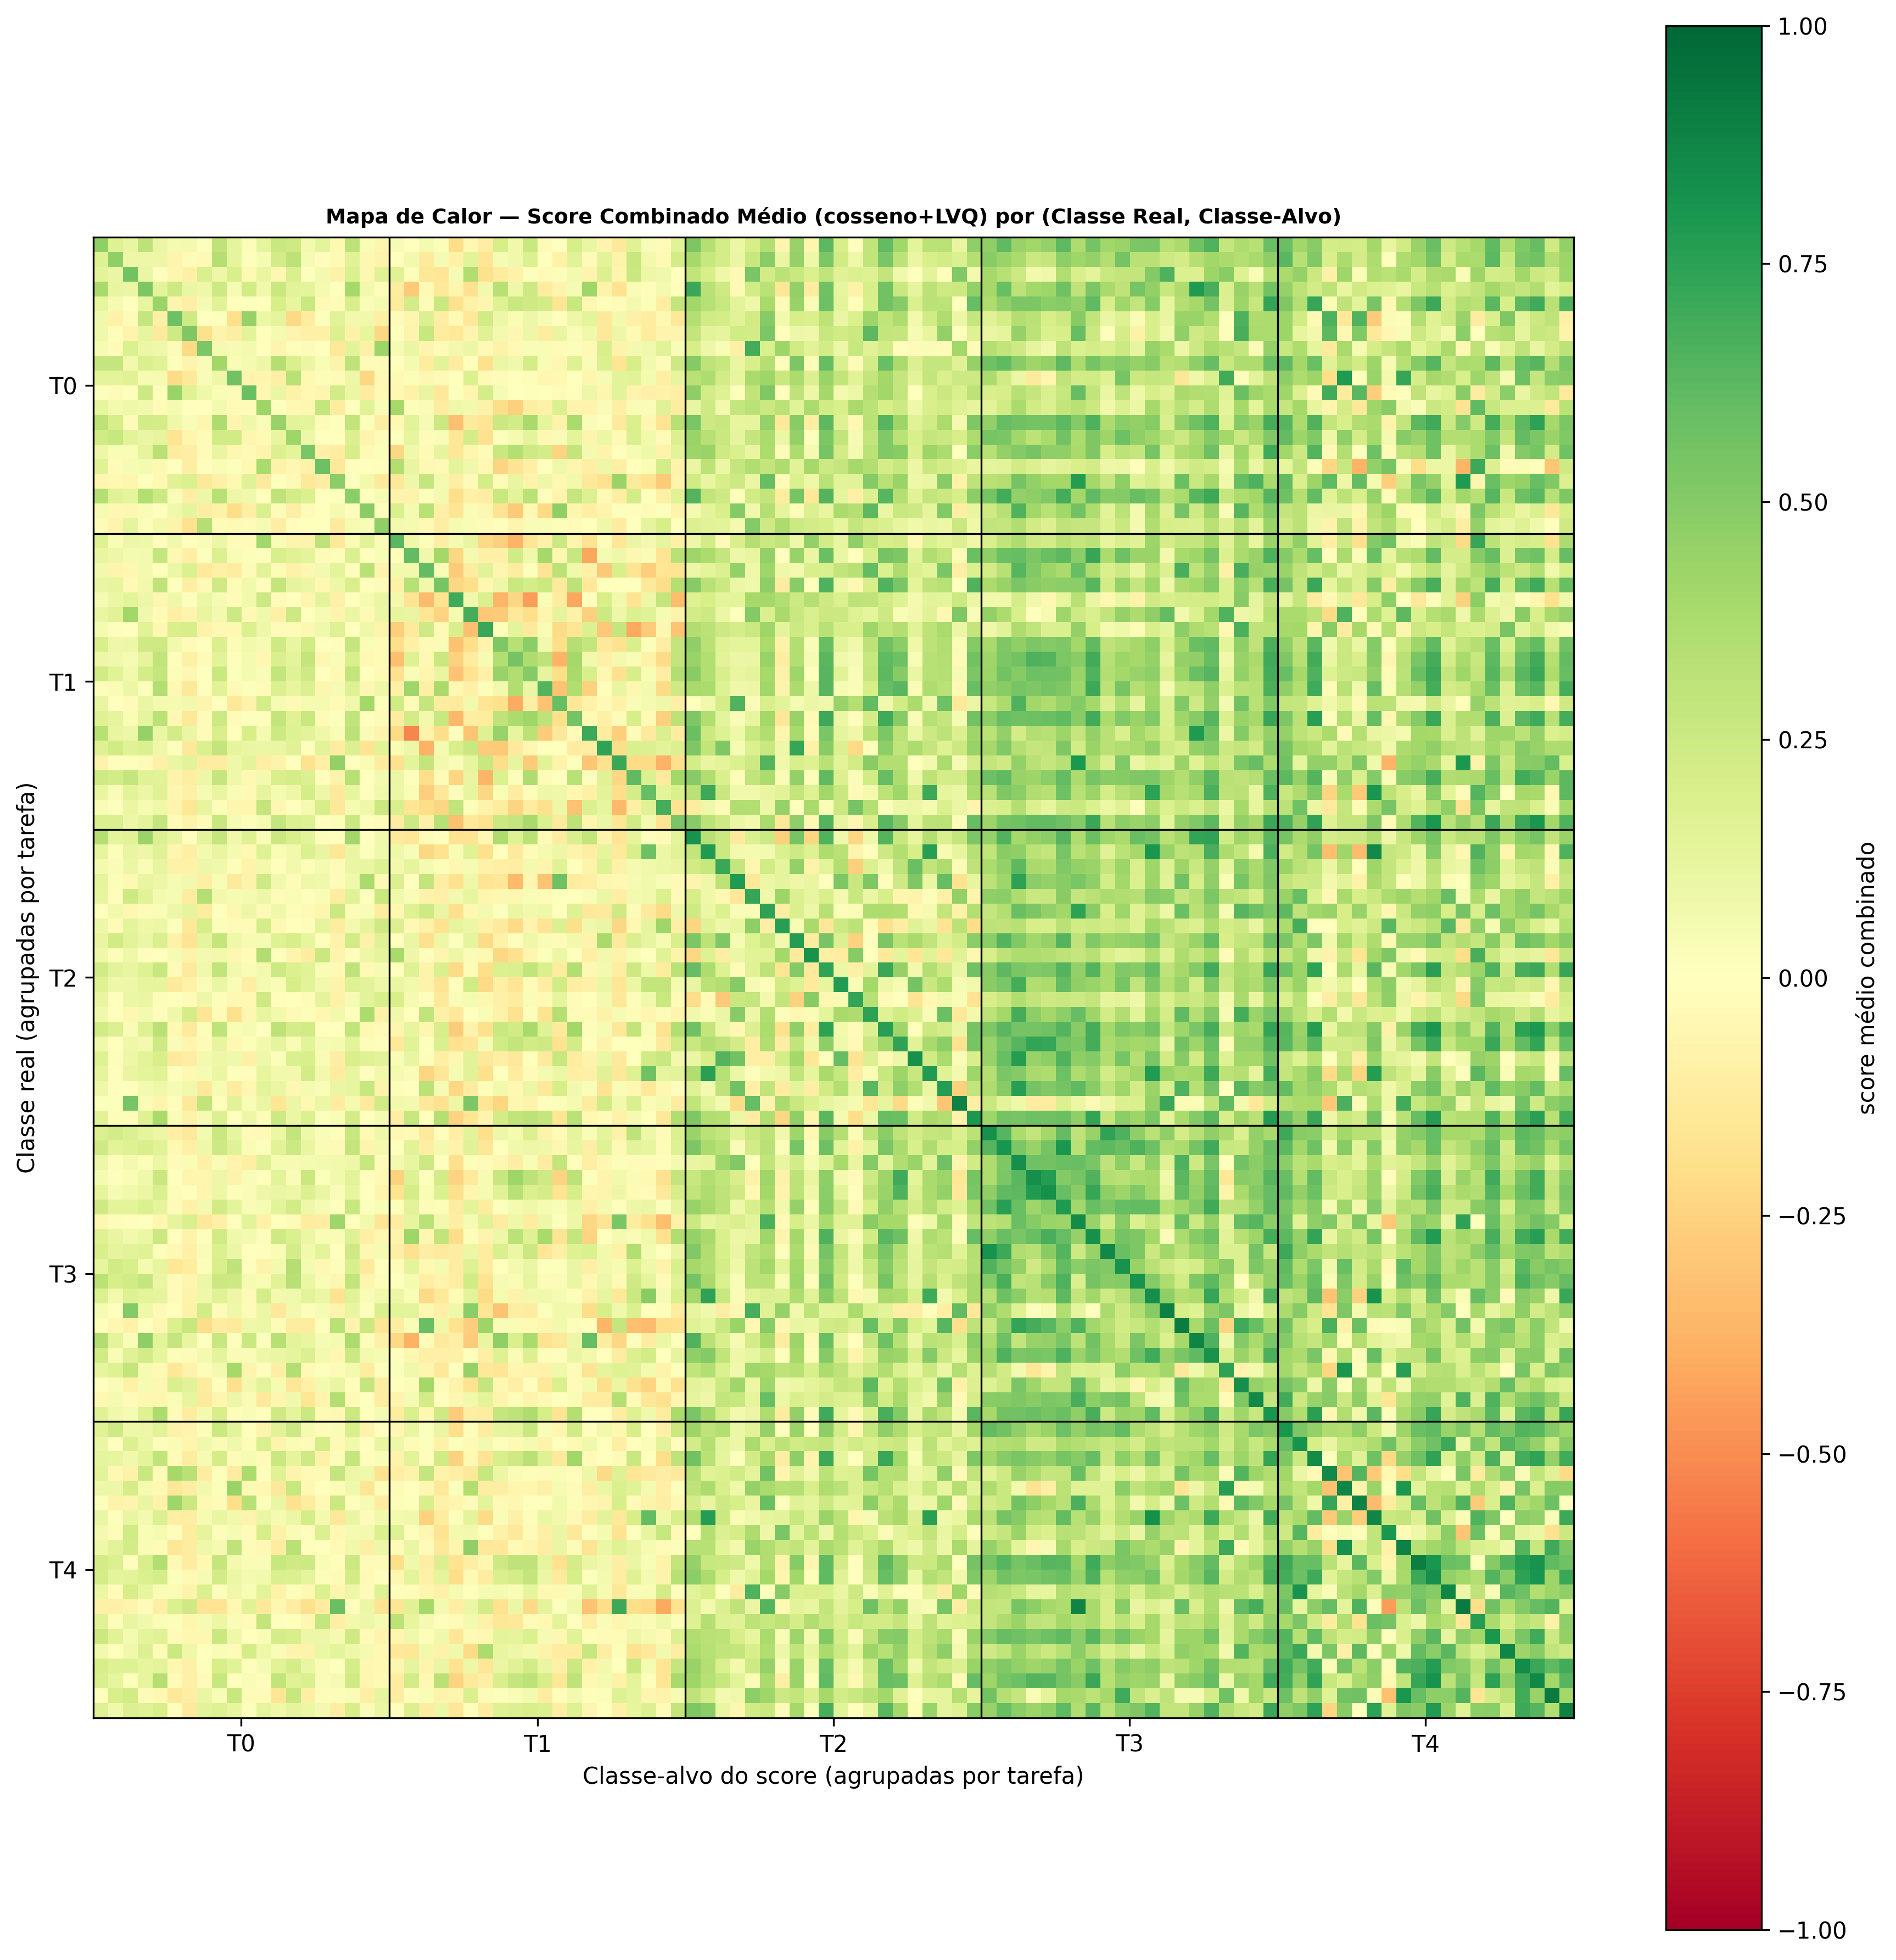 Mapa de Calor — Score Combinado Médio (cosseno+LVQ) por (Classe Real, Classe-Alvo)
Classe real (agrupadas por tarefa)
T0
T1
T2
T3
T4
T0
T1
T2
T3
T4
Classe-alvo do score (agrupadas por tarefa)
1.00
0.75
0.50
0.25
0.00
−0.25
−0.50
−0.75
−1.00
score médio combinado